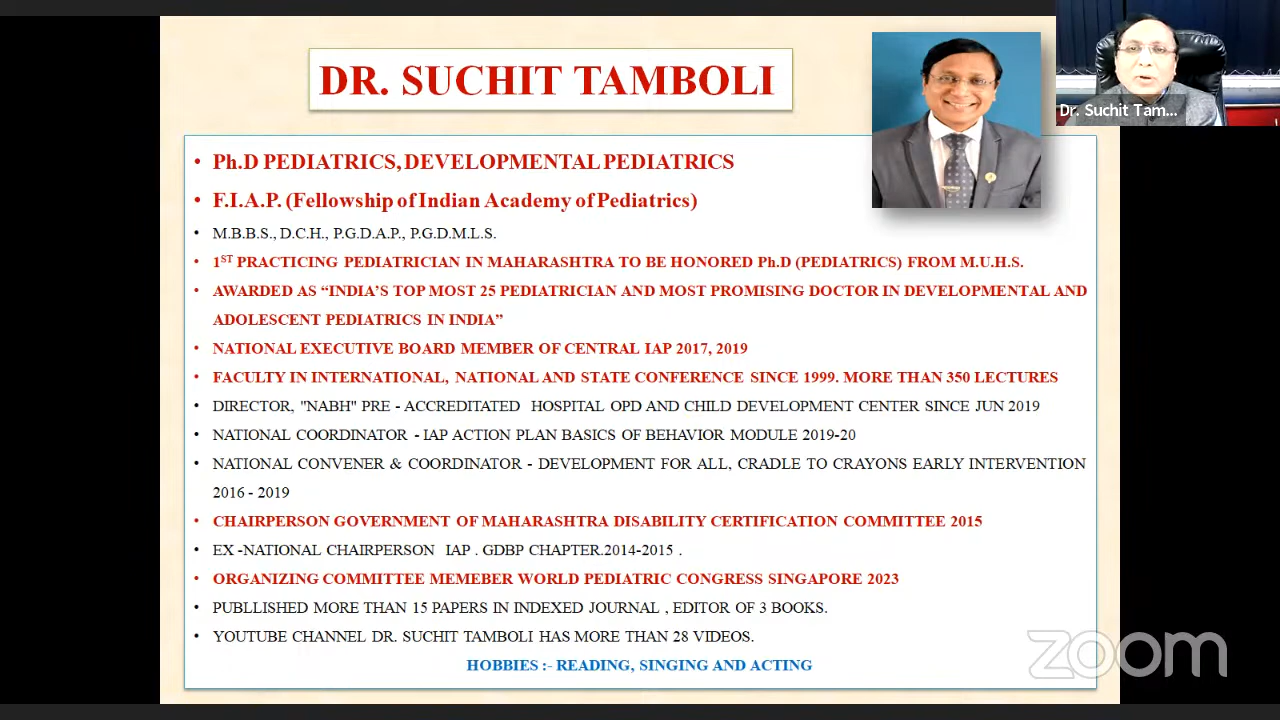 DR. SUCHIT TAMBOLI
Dr. Suchit Tam...
• Ph.D PEDIATRICS, DEVELOPMENTAL PEDIATRICS
• F.I.A.P. (Fellowship of Indian Academy of Pediatrics)
• M.B.B.S., D.C.H., P.G.D.A.P., P.G.D.M.L.S.
• 1ST PRACTICING PEDIATRICIAN IN MAHARASHTRA TO BE HONORED Ph.D (PEDIATRICS) FROM M.U.H.S.
• AWARDED AS “INDIA’S TOP MOST 25 PEDIATRICIAN AND MOST PROMISING DOCTOR IN DEVELOPMENTAL AND
ADOLESCENT PEDIATRICS IN INDIA”
• NATIONAL EXECUTIVE BOARD MEMBER OF CENTRAL IAP 2017, 2019
• FACULTY IN INTERNATIONAL, NATIONAL AND STATE CONFERENCE SINCE 1999. MORE THAN 350 LECTURES
• DIRECTOR, "NABH" PRE - ACCREDITATED HOSPITAL OPD AND CHILD DEVELOPMENT CENTER SINCE JUN 2019
• NATIONAL COORDINATOR - IAP ACTION PLAN BASICS OF BEHAVIOR MODULE 2019-20
• NATIONAL CONVENER & COORDINATOR - DEVELOPMENT FOR ALL, CRADLE TO CRAYONS EARLY INTERVENTION
2016 - 2019
• CHAIRPERSON GOVERNMENT OF MAHARASHTRA DISABILITY CERTIFICATION COMMITTEE 2015
• EX -NATIONAL CHAIRPERSON IAP . GDBP CHAPTER.2014-2015 .
• ORGANIZING COMMITTEE MEMEBER WORLD PEDIATRIC CONGRESS SINGAPORE 2023
• PUBLLISHED MORE THAN 15 PAPERS IN INDEXED JOURNAL , EDITOR OF 3 BOOKS.
• YOUTUBE CHANNEL DR. SUCHIT TAMBOLI HAS MORE THAN 28 VIDEOS.
HOBBIES :- READING, SINGING AND ACTING
zoom